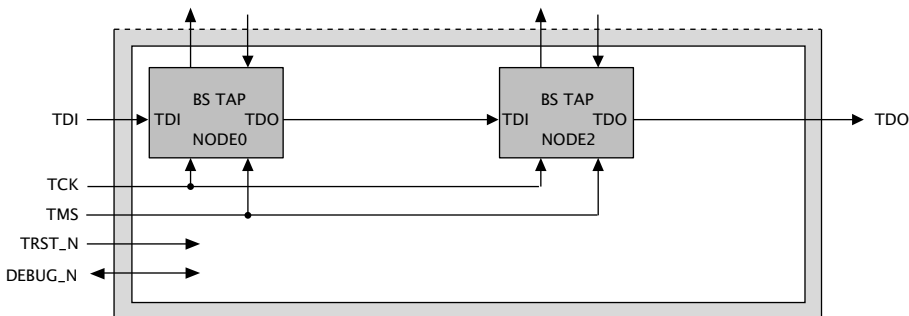 BS TAP
BS TAP
TDI TDI TDO TDI TDO TDO
NODE0
NODE2
TCK
TMS
TRST_N
DEBUG_N